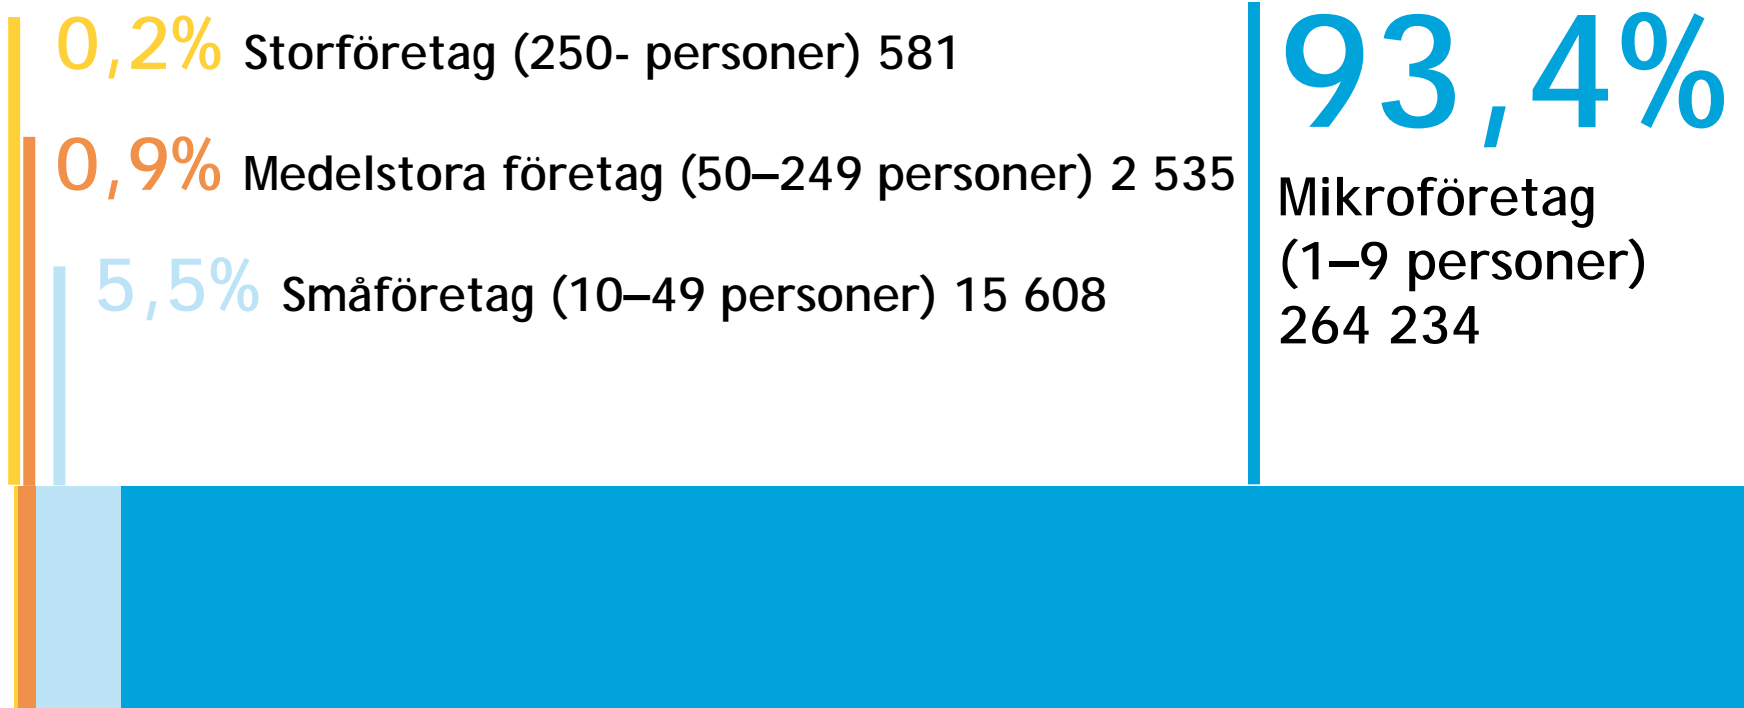 0,2% Storföretag (250- personer) 581
0,9% Medelstora företag (50–249 personer) 2 535
5,5% Småföretag (10–49 personer) 15 608
93,4%
Mikroföretag
(1–9 personer)
264 234